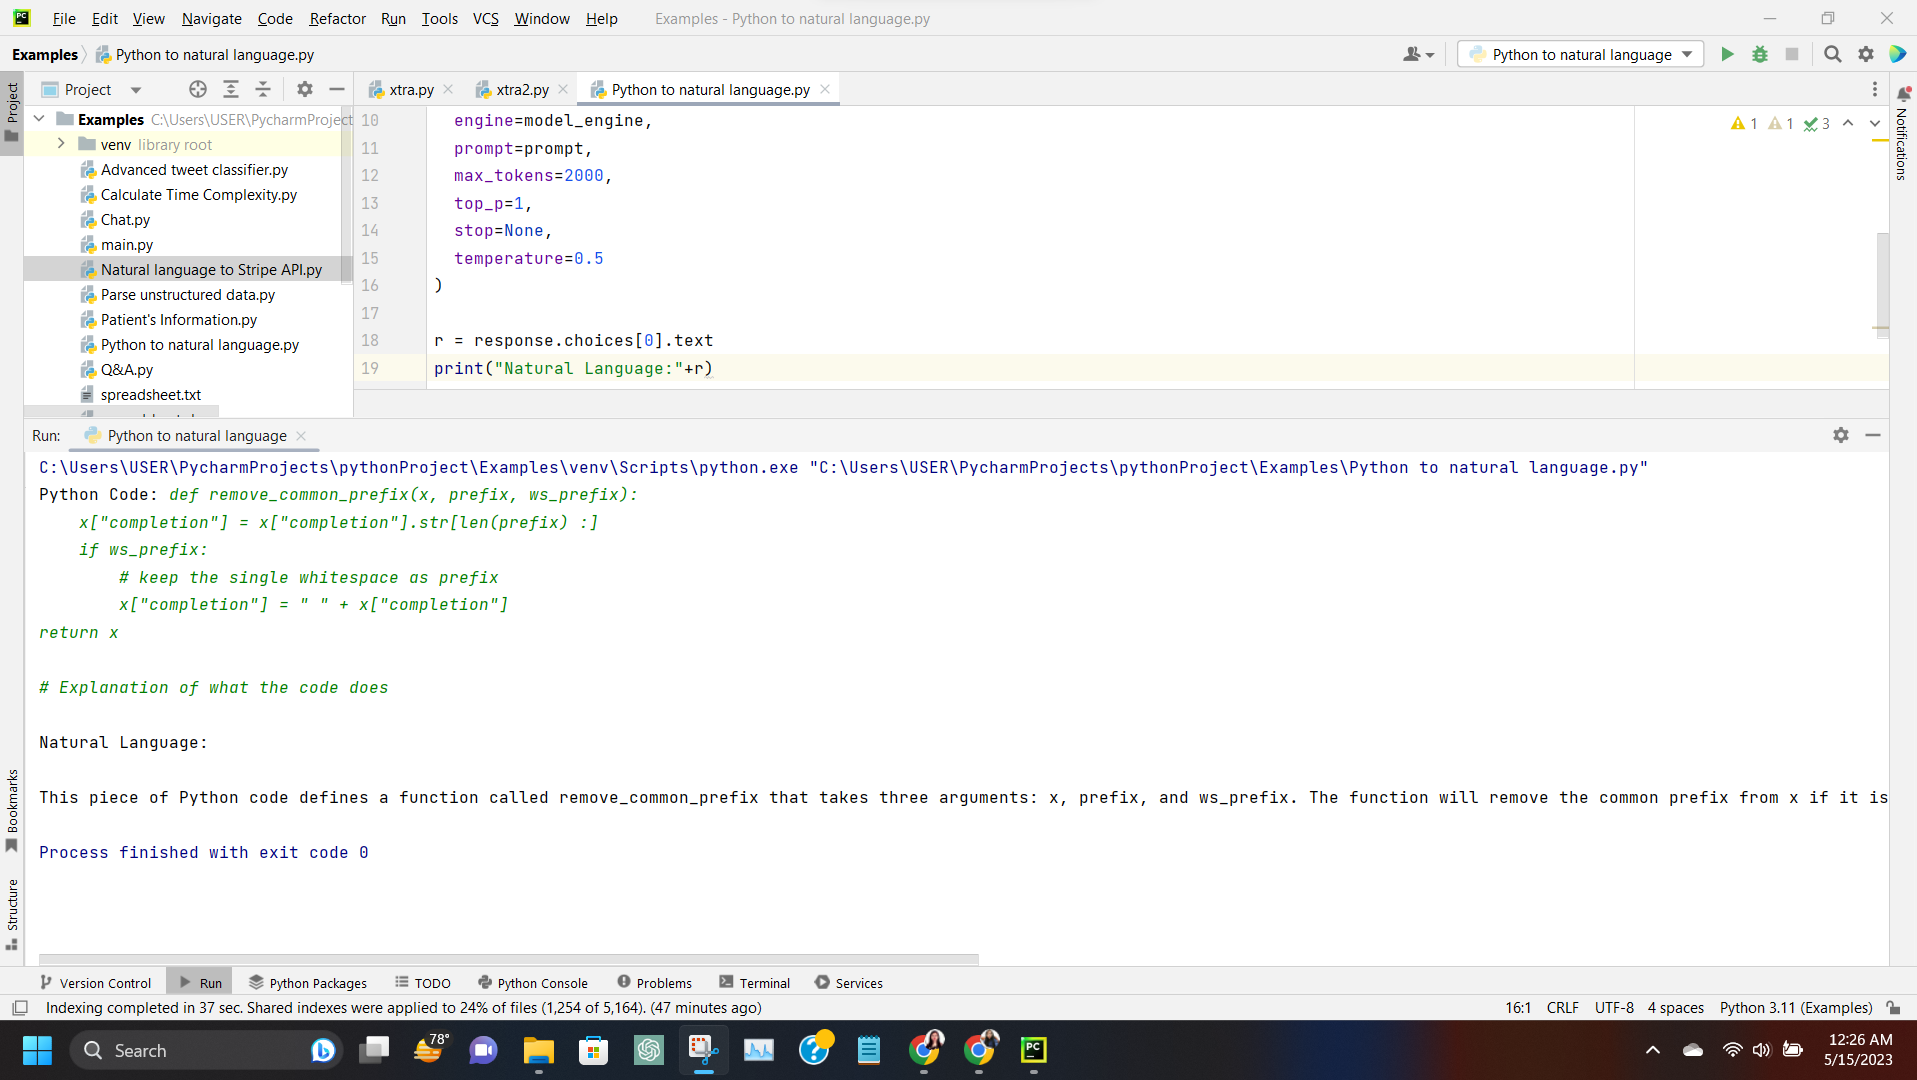 PC File Edit View Navigate Code Refactor Run Tools VCS Window Help Examples - Python to natural language.py
Examples Python to natural language.py Python to natural language
Project xtra.py xtra2.py Python to natural language.py
Project
Examples C:\Users\USER\PycharmProject
venv library root
Advanced tweet classifier.py
Calculate Time Complexity.py
Chat.py
main.py
Natural language to Stripe API.py
Parse unstructured data.py
Patient's Information.py
Python to natural language.py
Q&A.py
spreadsheet.txt
10 engine=model_engine,
11 prompt=prompt,
12 max_tokens=2000,
13 top_p=1,
14 stop=None,
15 temperature=0.5
16 )
17
18 r = response.choices[0].text
19 print("Natural Language:"+r)
1 1 3
Notifications
Run: Python to natural language
C:\Users\USER\PycharmProjects\pythonProject\Examples\venv\Scripts\python.exe "C:\Users\USER\PycharmProjects\pythonProject\Examples\Python to natural language.py"
Python Code: def remove_common_prefix(x, prefix, ws_prefix):
x["completion"] = x["completion"].str[len(prefix) :]
if ws_prefix:
# keep the single whitespace as prefix
x["completion"] = " " + x["completion"]
return x
# Explanation of what the code does
Natural Language:
This piece of Python code defines a function called remove_common_prefix that takes three arguments: x, prefix, and ws_prefix. The function will remove the common prefix from x if it is
Process finished with exit code 0
Bookmarks
Structure
Version Control Run Python Packages TODO Python Console Problems Terminal Services
Indexing completed in 37 sec. Shared indexes were applied to 24% of files (1,254 of 5,164). (47 minutes ago) 16:1 CRLF UTF-8 4 spaces Python 3.11 (Examples)
Search 78° PC 12:26 AM
5/15/2023